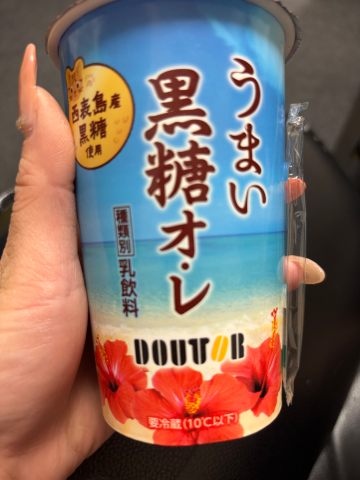 西表島産
黒糖
使用
うまい
黒糖オ・レ
種類別 乳飲料
DOUTOR
要冷蔵(10℃以下)